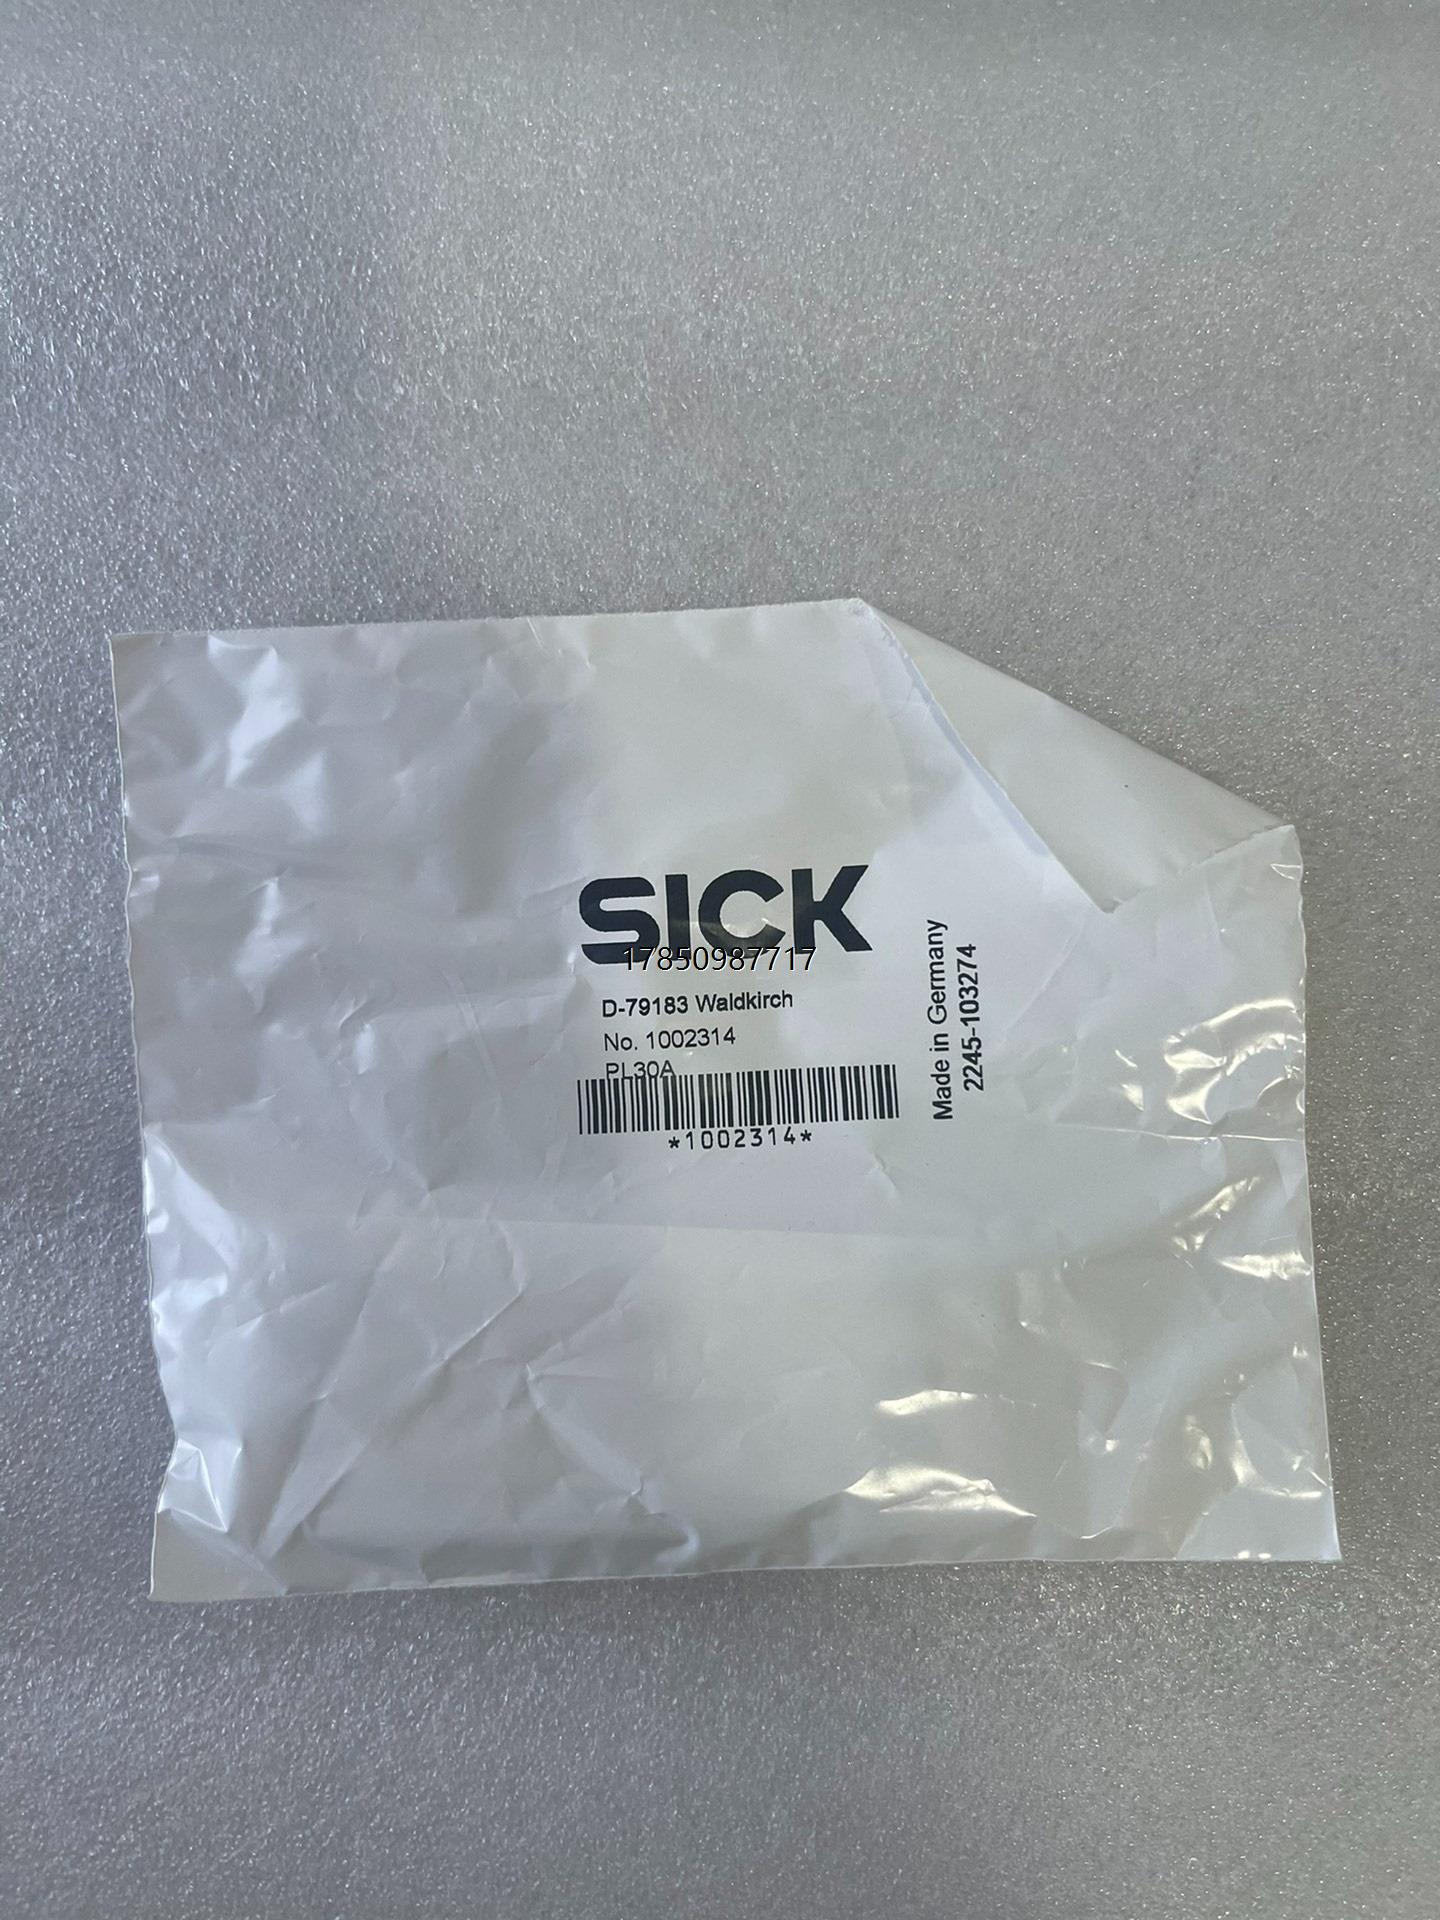 SICK
17850987717
D-79183 Waldkirch
No. 1002314
PL30A
*1002314*
Made in Germany
2245-103274